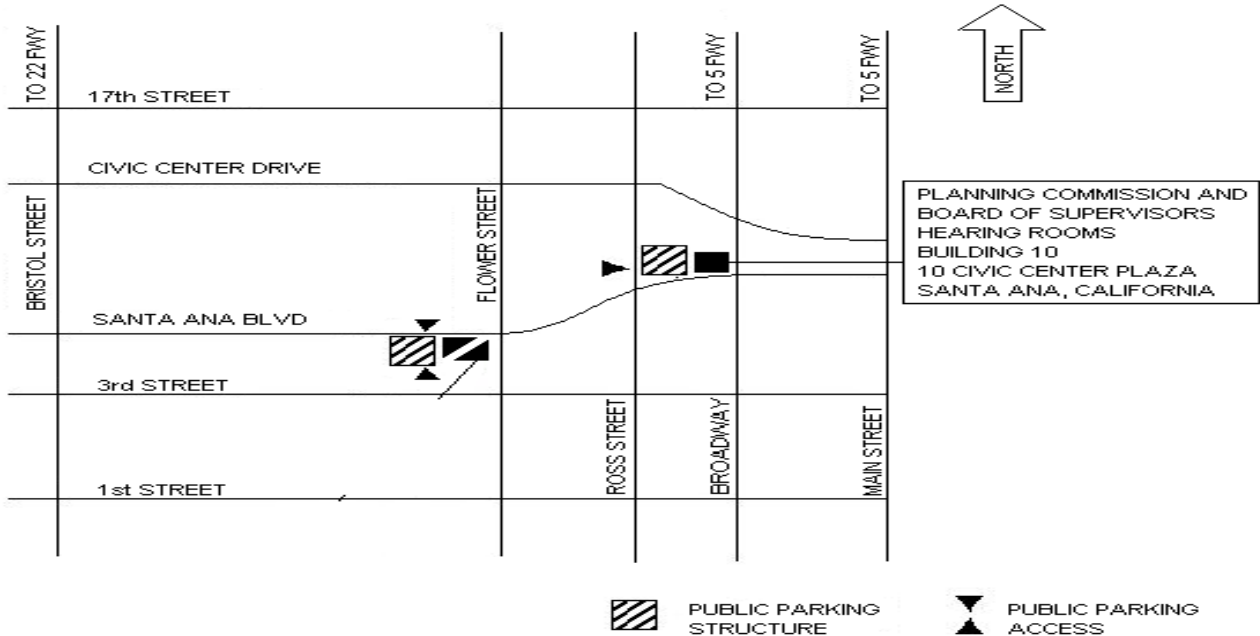 TO 22 FWY
TO 5 FWY
TO 5 FWY
NORTH
17th STREET
CIVIC CENTER DRIVE
BRISTOL STREET
FLOWER STREET
PLANNING COMMISSION AND
BOARD OF SUPERVISORS
HEARING ROOMS
BUILDING 10
10 CIVIC CENTER PLAZA
SANTA ANA, CALIFORNIA
SANTA ANA BLVD
3rd STREET
ROSS STREET
BROADWAY
MAIN STREET
1st STREET
PUBLIC PARKING
STRUCTURE
PUBLIC PARKING
ACCESS